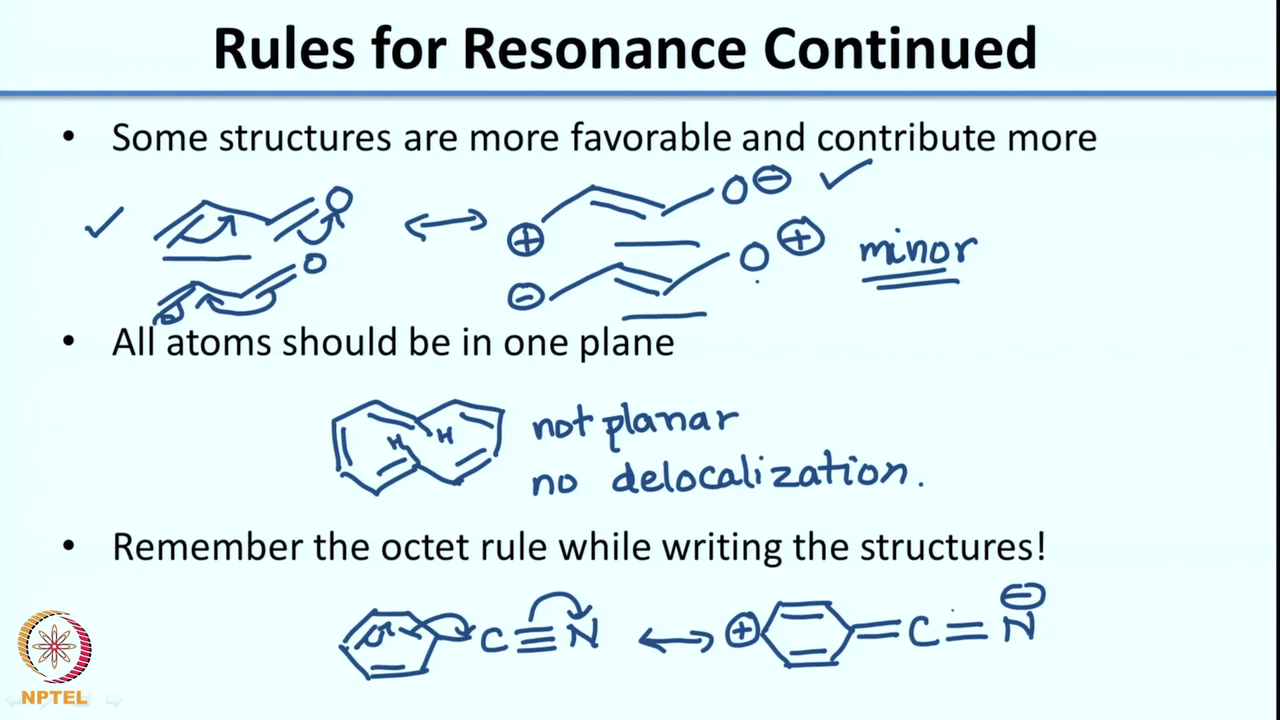 Rules for Resonance Continued
• Some structures are more favorable and contribute more
O ⊖
O ⊕ minor
⊕
O
⊖
• All atoms should be in one plane
H H
not planar
no delocalization.
• Remember the octet rule while writing the structures!
C≡N ⊕ =C=N ⊖
NPTEL